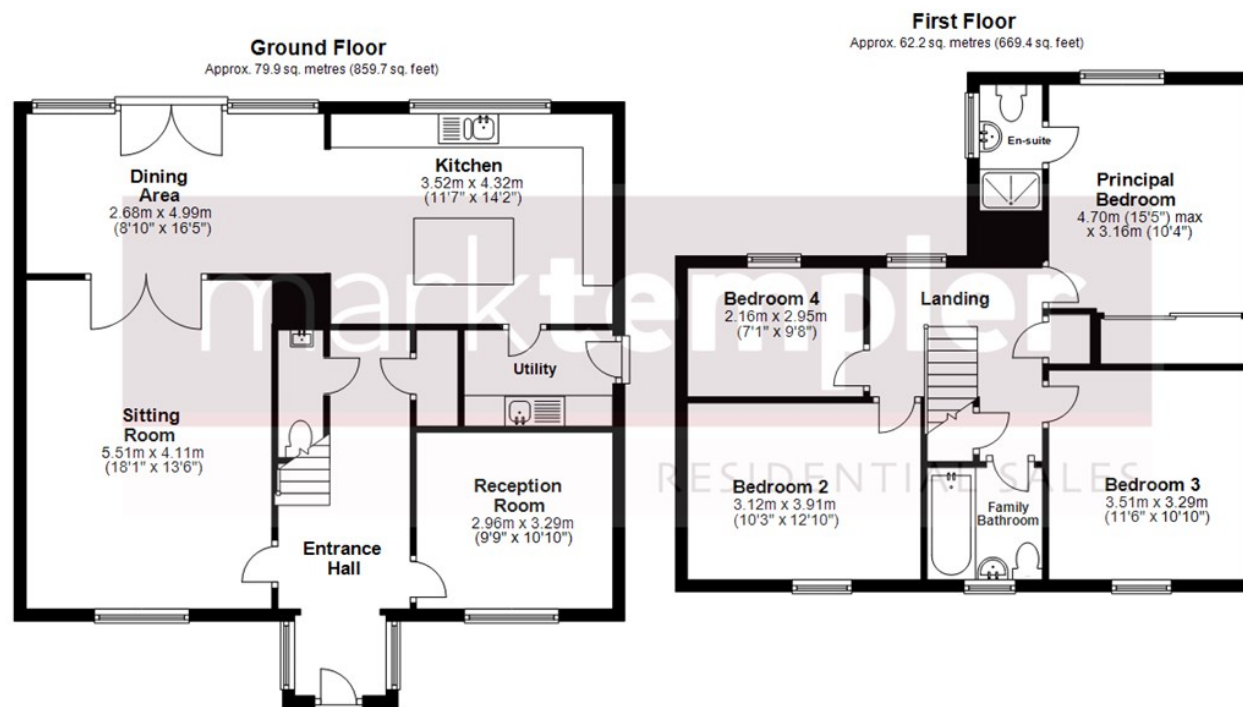 Ground Floor
Approx. 79.9 sq. metres (859.7 sq. feet)
Dining
Area
2.68m x 4.99m
(8'10" x 16'5")
Kitchen
3.52m x 4.32m
(11'7" x 14'2")
Utility
Sitting
Room
5.51m x 4.11m
(18'1" x 13'6")
Reception
Room
2.96m x 3.29m
(9'9" x 10'10")
Entrance
Hall
First Floor
Approx. 62.2 sq. metres (669.4 sq. feet)
En-suite
Principal
Bedroom
4.70m (15'5") max
x 3.16m (10'4")
Bedroom 4
2.16m x 2.95m
(7'1" x 9'8")
Landing
Bedroom 2
3.12m x 3.91m
(10'3" x 12'10")
Family
Bathroom
Bedroom 3
3.51m x 3.29m
(11'6" x 10'10")
marktempler
RESIDENTIAL SALES